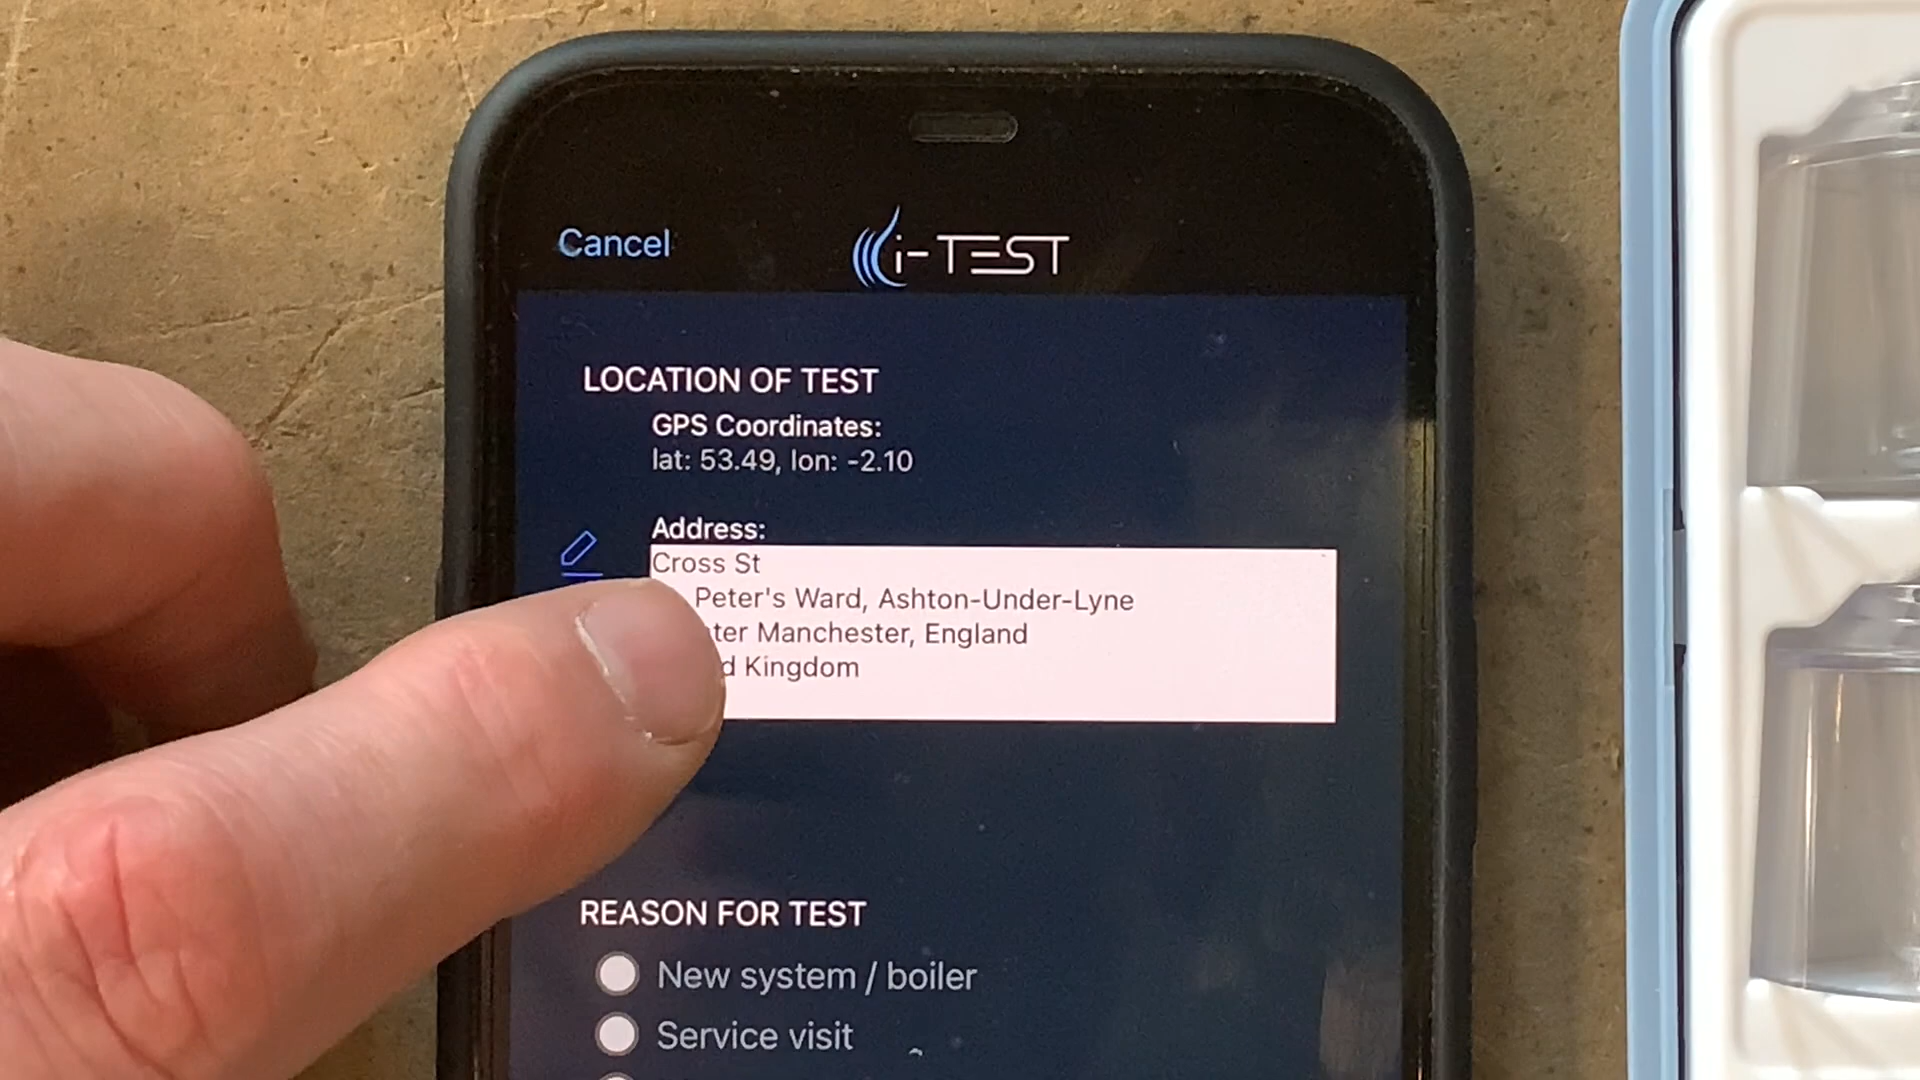 Cancel
i-TEST
LOCATION OF TEST
GPS Coordinates:
lat: 53.49, lon: -2.10
Address:
Cross St
Peter's Ward, Ashton-Under-Lyne
Manchester, England
Kingdom
REASON FOR TEST
New system / boiler
Service visit